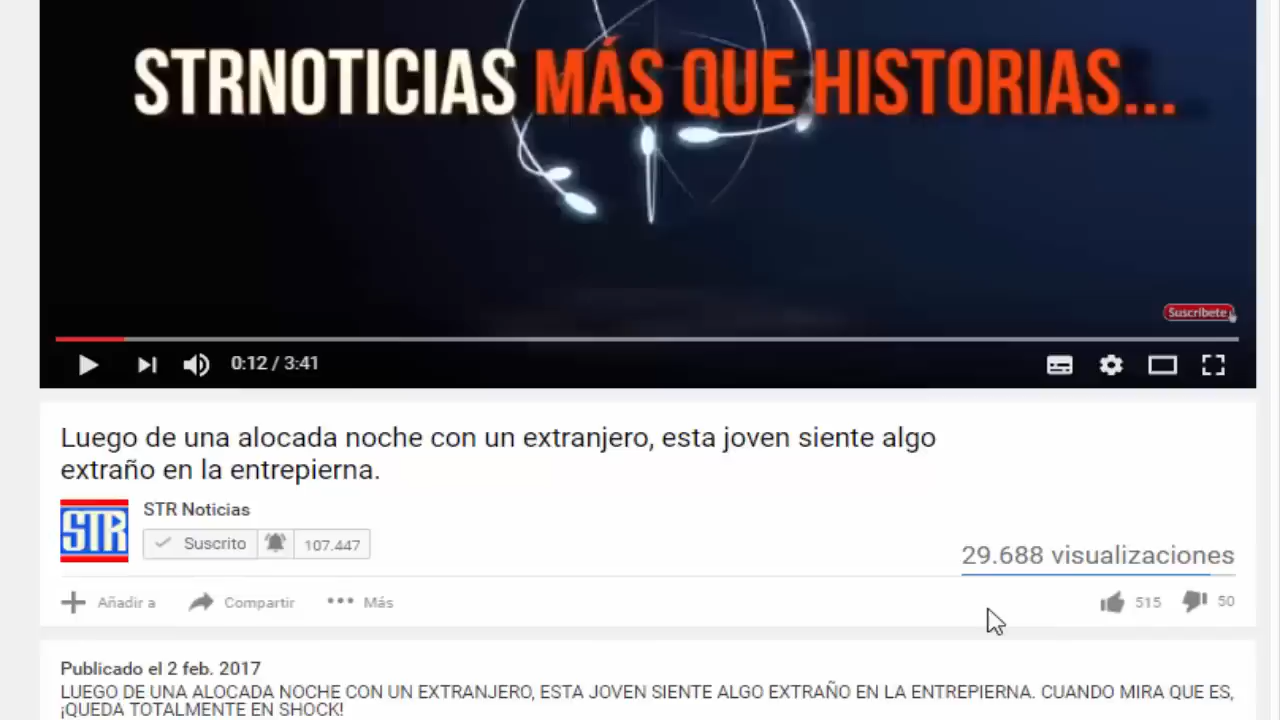 STRNOTICIAS MÁS QUE HISTORIAS...
Suscríbete
0:12 / 3:41
Luego de una alocada noche con un extranjero, esta joven siente algo
extraño en la entrepierna.
STR
STR Noticias
Suscrito 107.447
29.688 visualizaciones
Añadir a Compartir Más 515 50
Publicado el 2 feb. 2017
LUEGO DE UNA ALOCADA NOCHE CON UN EXTRANJERO, ESTA JOVEN SIENTE ALGO EXTRAÑO EN LA ENTREPIERNA. CUANDO MIRA QUE ES,
¡QUEDA TOTALMENTE EN SHOCK!